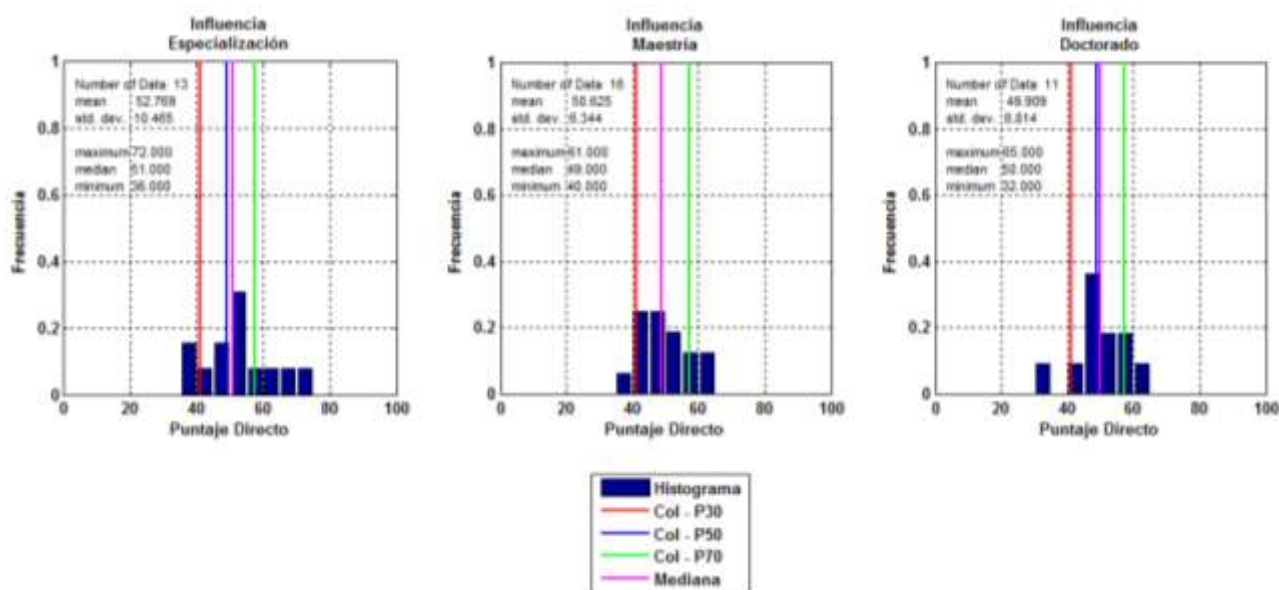 Influencia
Especialización
Number of Data 13
mean 52.769
std. dev. 10.465
maximum 72.000
median 51.000
minimum 36.000
1
0.8
0.6
0.4
0.2
0
0 20 40 60 80 100
Frecuencia
Puntaje Directo
Influencia
Maestría
Number of Data 16
mean 50.625
std. dev. 6.344
maximum 61.000
median 49.000
minimum 40.000
1
0.8
0.6
0.4
0.2
0
0 20 40 60 80 100
Frecuencia
Puntaje Directo
Influencia
Doctorado
Number of Data 11
mean 49.909
std. dev. 8.814
maximum 65.000
median 50.000
minimum 32.000
1
0.8
0.6
0.4
0.2
0
0 20 40 60 80 100
Frecuencia
Puntaje Directo
Histograma
Col - P30
Col - P50
Col - P70
Mediana